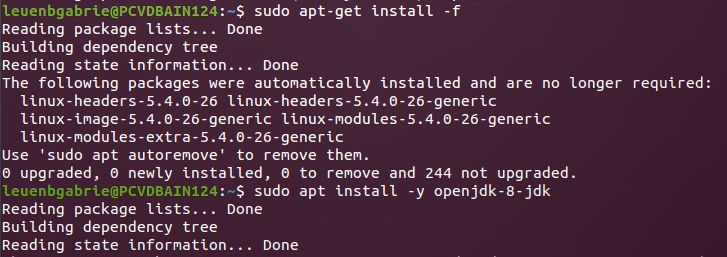 leuenbgabrie@PCVDBAIN124:~$ sudo apt-get install -f
Reading package lists... Done
Building dependency tree
Reading state information... Done
The following packages were automatically installed and are no longer required:
  linux-headers-5.4.0-26 linux-headers-5.4.0-26-generic
  linux-image-5.4.0-26-generic linux-modules-5.4.0-26-generic
  linux-modules-extra-5.4.0-26-generic
Use 'sudo apt autoremove' to remove them.
0 upgraded, 0 newly installed, 0 to remove and 244 not upgraded.
leuenbgabrie@PCVDBAIN124:~$ sudo apt install -y openjdk-8-jdk
Reading package lists... Done
Building dependency tree
Reading state information... Done